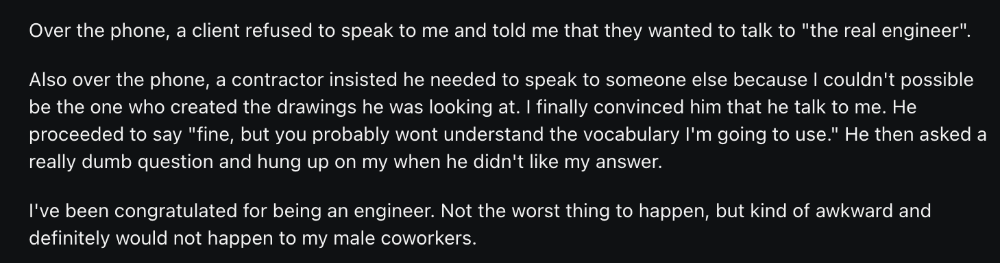 Over the phone, a client refused to speak to me and told me that they wanted to talk to "the real engineer".
Also over the phone, a contractor insisted he needed to speak to someone else because I couldn't possible
be the one who created the drawings he was looking at. I finally convinced him that he talk to me. He
proceeded to say "fine, but you probably wont understand the vocabulary I'm going to use." He then asked a
really dumb question and hung up on my when he didn't like my answer.
I've been congratulated for being an engineer. Not the worst thing to happen, but kind of awkward and
definitely would not happen to my male coworkers.